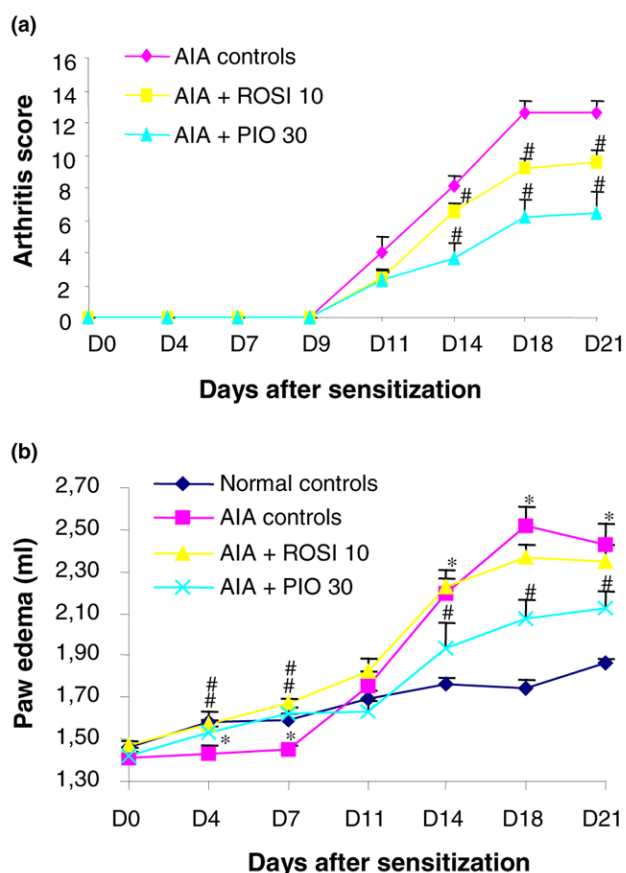 (a)
16
14
12
10
8
6
4
2
0
Arthritis score
AIA controls
AIA + ROSI 10
AIA + PIO 30
#
#
#
#
#
#
D0 D4 D7 D9 D11 D14 D18 D21
Days after sensitization
(b)
2,70
2,50
2,30
2,10
1,90
1,70
1,50
1,30
Paw edema (ml)
Normal controls
AIA controls
AIA + ROSI 10
AIA + PIO 30
*
*
*
#
#
#
#
#
#
#
*
*
D0 D4 D7 D11 D14 D18 D21
Days after sensitization